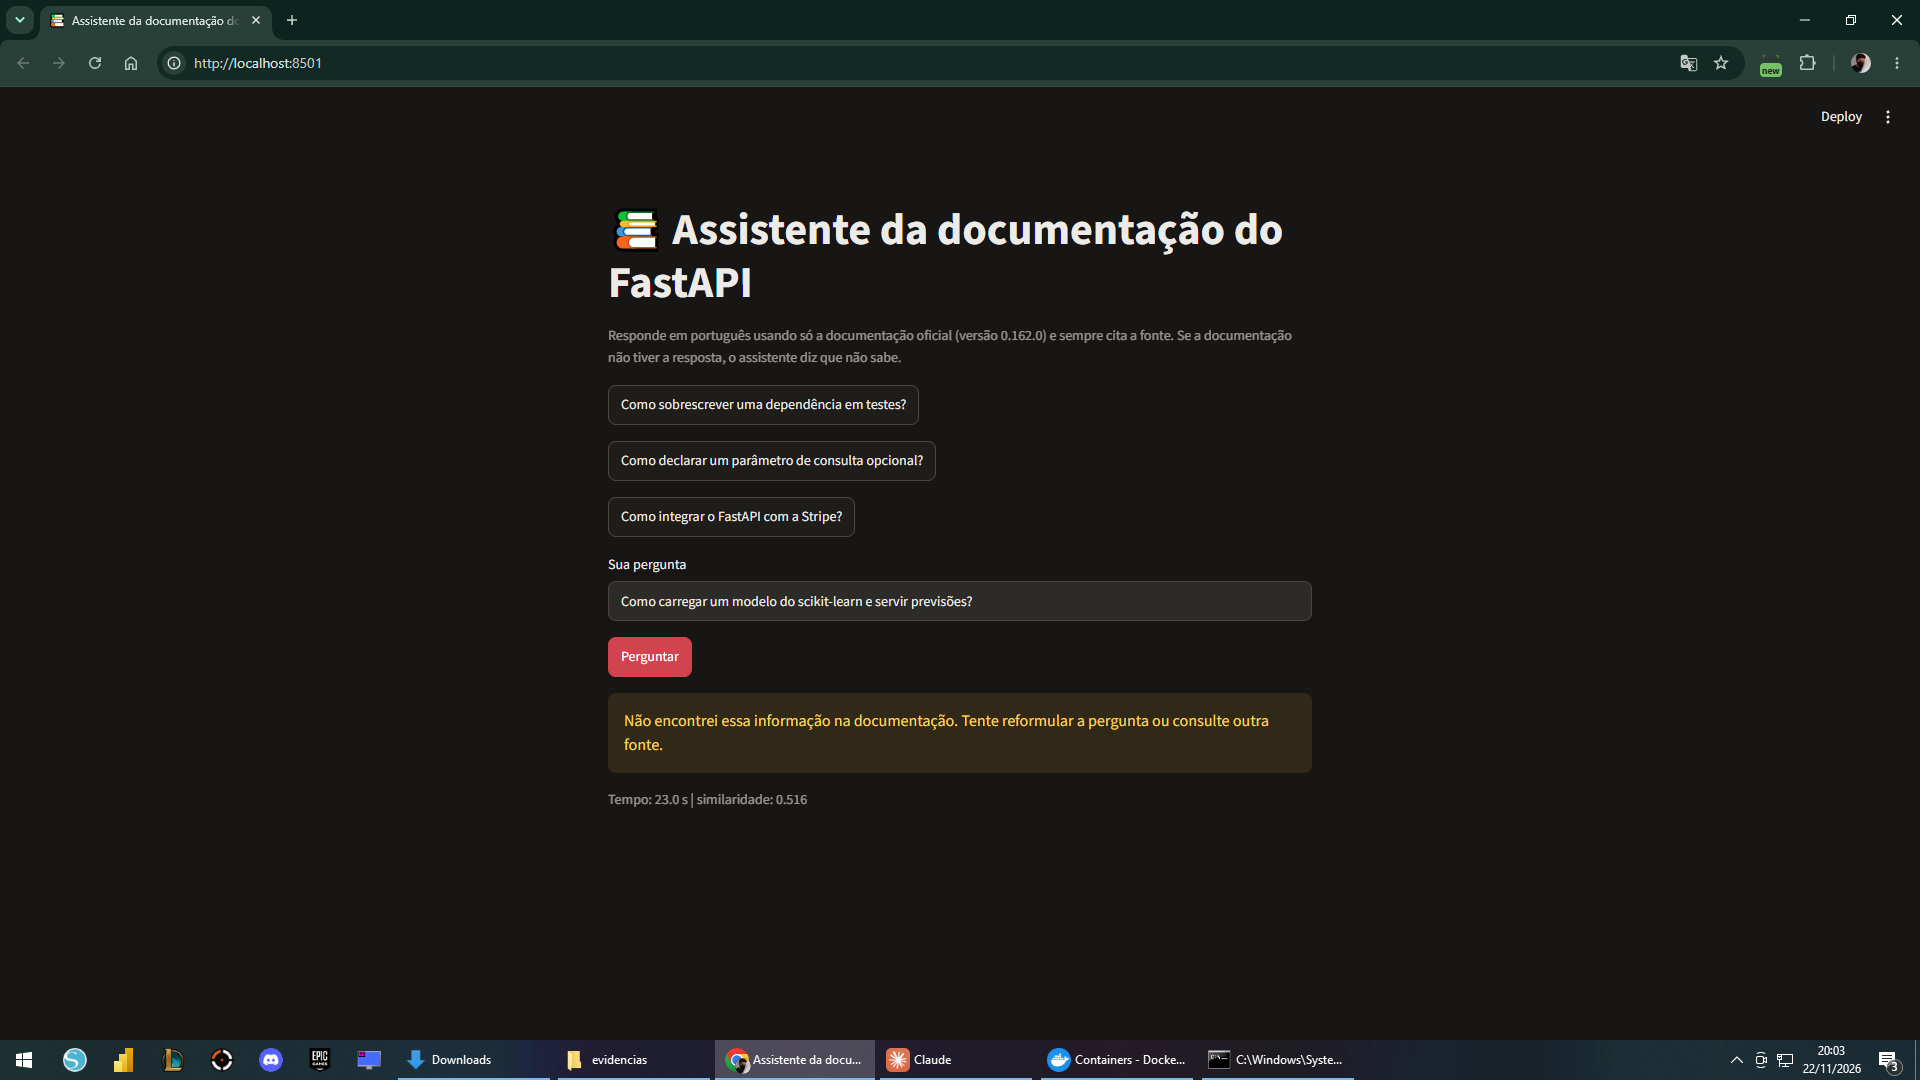 Assistente da documentação do
http://localhost:8501
new
Deploy
Assistente da documentação do
FastAPI
Responde em português usando só a documentação oficial (versão 0.162.0) e sempre cita a fonte. Se a documentação
não tiver a resposta, o assistente diz que não sabe.
Como sobrescrever uma dependência em testes?
Como declarar um parâmetro de consulta opcional?
Como integrar o FastAPI com a Stripe?
Sua pergunta
Como carregar um modelo do scikit-learn e servir previsões?
Perguntar
Não encontrei essa informação na documentação. Tente reformular a pergunta ou consulte outra
fonte.
Tempo: 23.0 s | similaridade: 0.516
EPIC
GAMES
Downloads
evidencias
Assistente da docu...
Claude
Containers - Docke...
C:\Windows\Syste...
20:03
22/11/2026
3